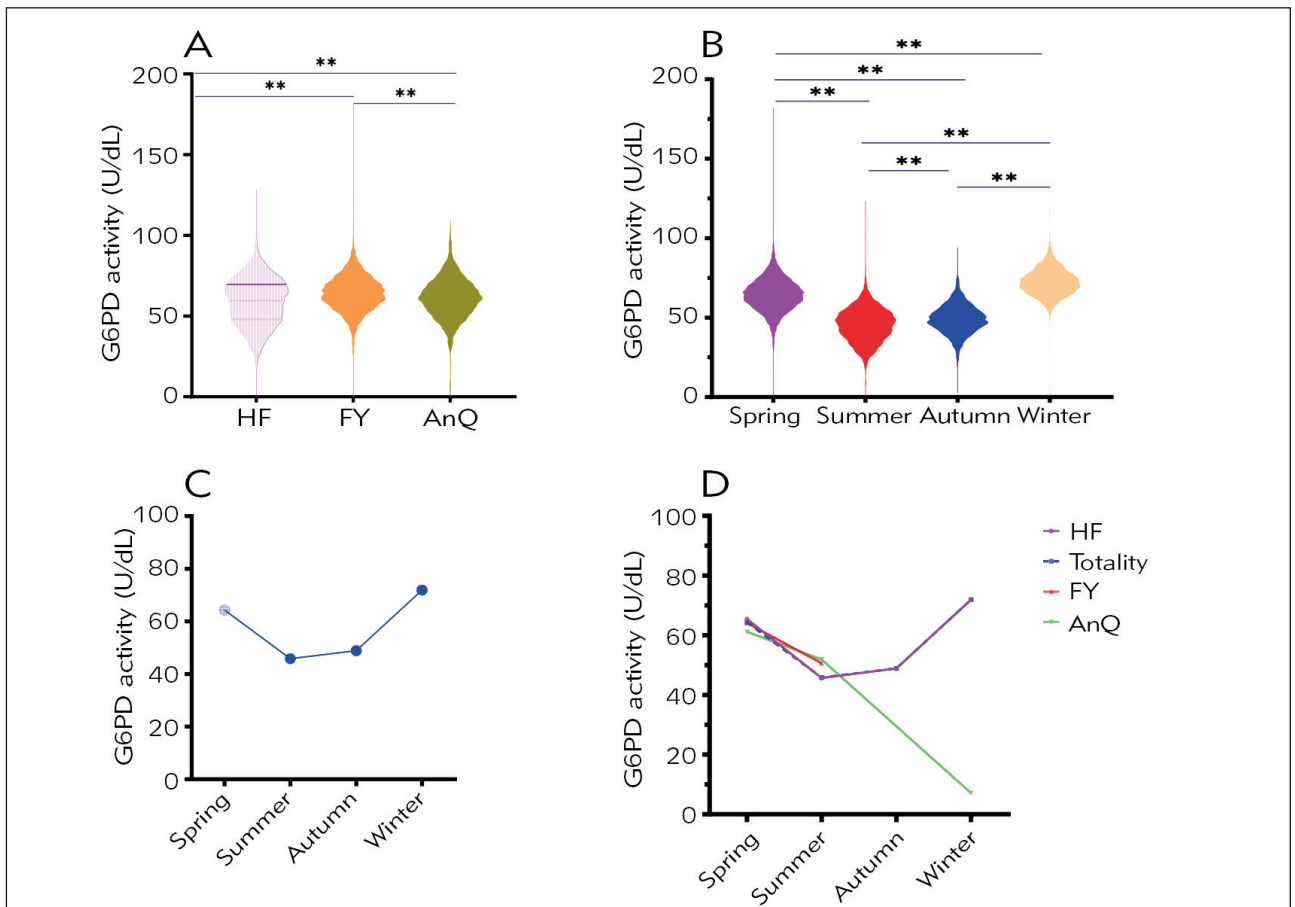 A
**
**
**
G6PD activity (U/dL)
200
150
100
50
0
HF
FY
AnQ
B
**
**
**
**
**
**
G6PD activity (U/dL)
200
150
100
50
0
Spring
Summer
Autumn
Winter
C
G6PD activity (U/dL)
100
80
60
40
20
0
Spring
Summer
Autumn
Winter
D
G6PD activity (U/dL)
100
80
60
40
20
0
Spring
Summer
Autumn
Winter
HF
Totality
FY
AnQ